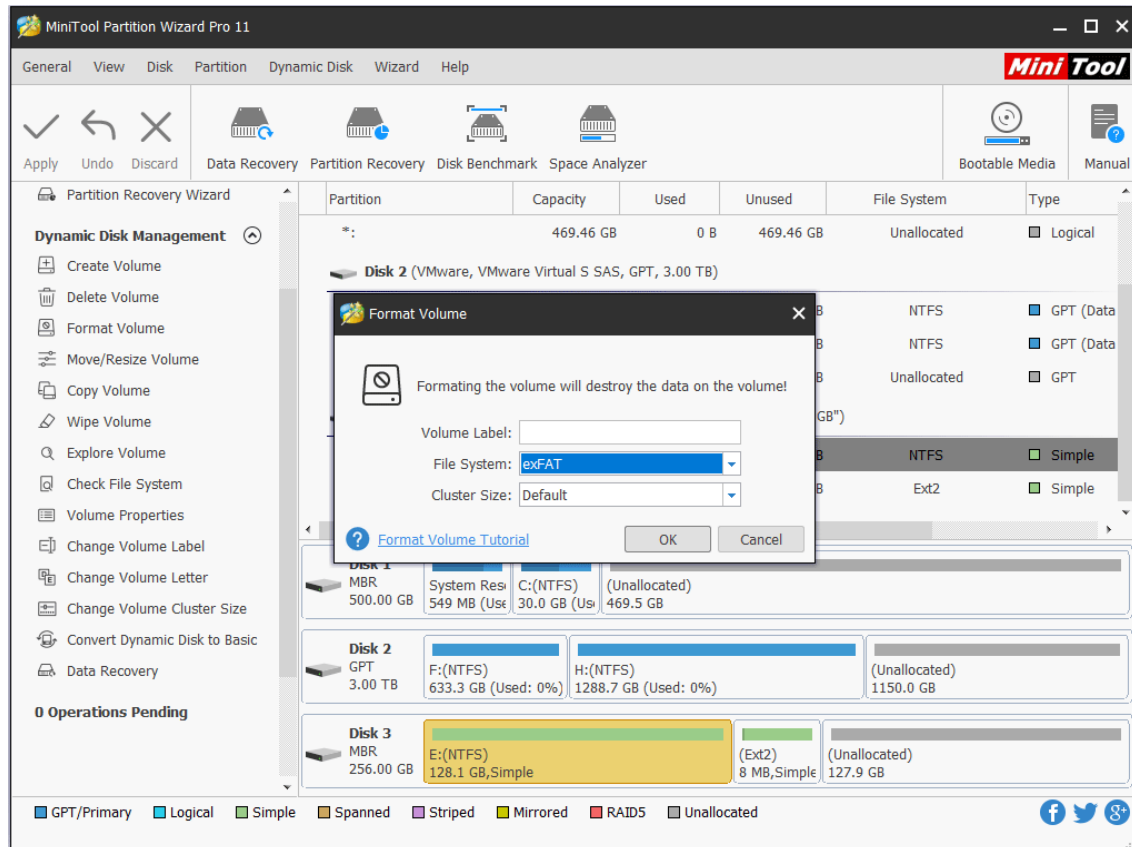 MiniTool Partition Wizard Pro 11
General View Disk Partition Dynamic Disk Wizard Help
Mini Tool
Apply Undo Discard Data Recovery Partition Recovery Disk Benchmark Space Analyzer Bootable Media Manual
Partition Recovery Wizard
Dynamic Disk Management
Create Volume
Delete Volume
Format Volume
Move/Resize Volume
Copy Volume
Wipe Volume
Explore Volume
Check File System
Volume Properties
Change Volume Label
Change Volume Letter
Change Volume Cluster Size
Convert Dynamic Disk to Basic
Data Recovery
0 Operations Pending
Partition Capacity Used Unused File System Type
*: 469.46 GB 0 B 469.46 GB Unallocated Logical
Disk 2 (VMware, VMware Virtual S SAS, GPT, 3.00 TB)
B NTFS GPT (Data
B NTFS GPT (Data
B Unallocated GPT
GB")
B NTFS Simple
B Ext2 Simple
Format Volume
Formating the volume will destroy the data on the volume!
Volume Label:
File System: exFAT
Cluster Size: Default
Format Volume Tutorial OK Cancel
Disk 1
MBR
500.00 GB
System Res
549 MB (Use
C:(NTFS)
30.0 GB (Us
(Unallocated)
469.5 GB
Disk 2
GPT
3.00 TB
F:(NTFS)
633.3 GB (Used: 0%)
H:(NTFS)
1288.7 GB (Used: 0%)
(Unallocated)
1150.0 GB
Disk 3
MBR
256.00 GB
E:(NTFS)
128.1 GB,Simple
(Ext2)
8 MB,Simple
(Unallocated)
127.9 GB
GPT/Primary Logical Simple Spanned Striped Mirrored RAID5 Unallocated